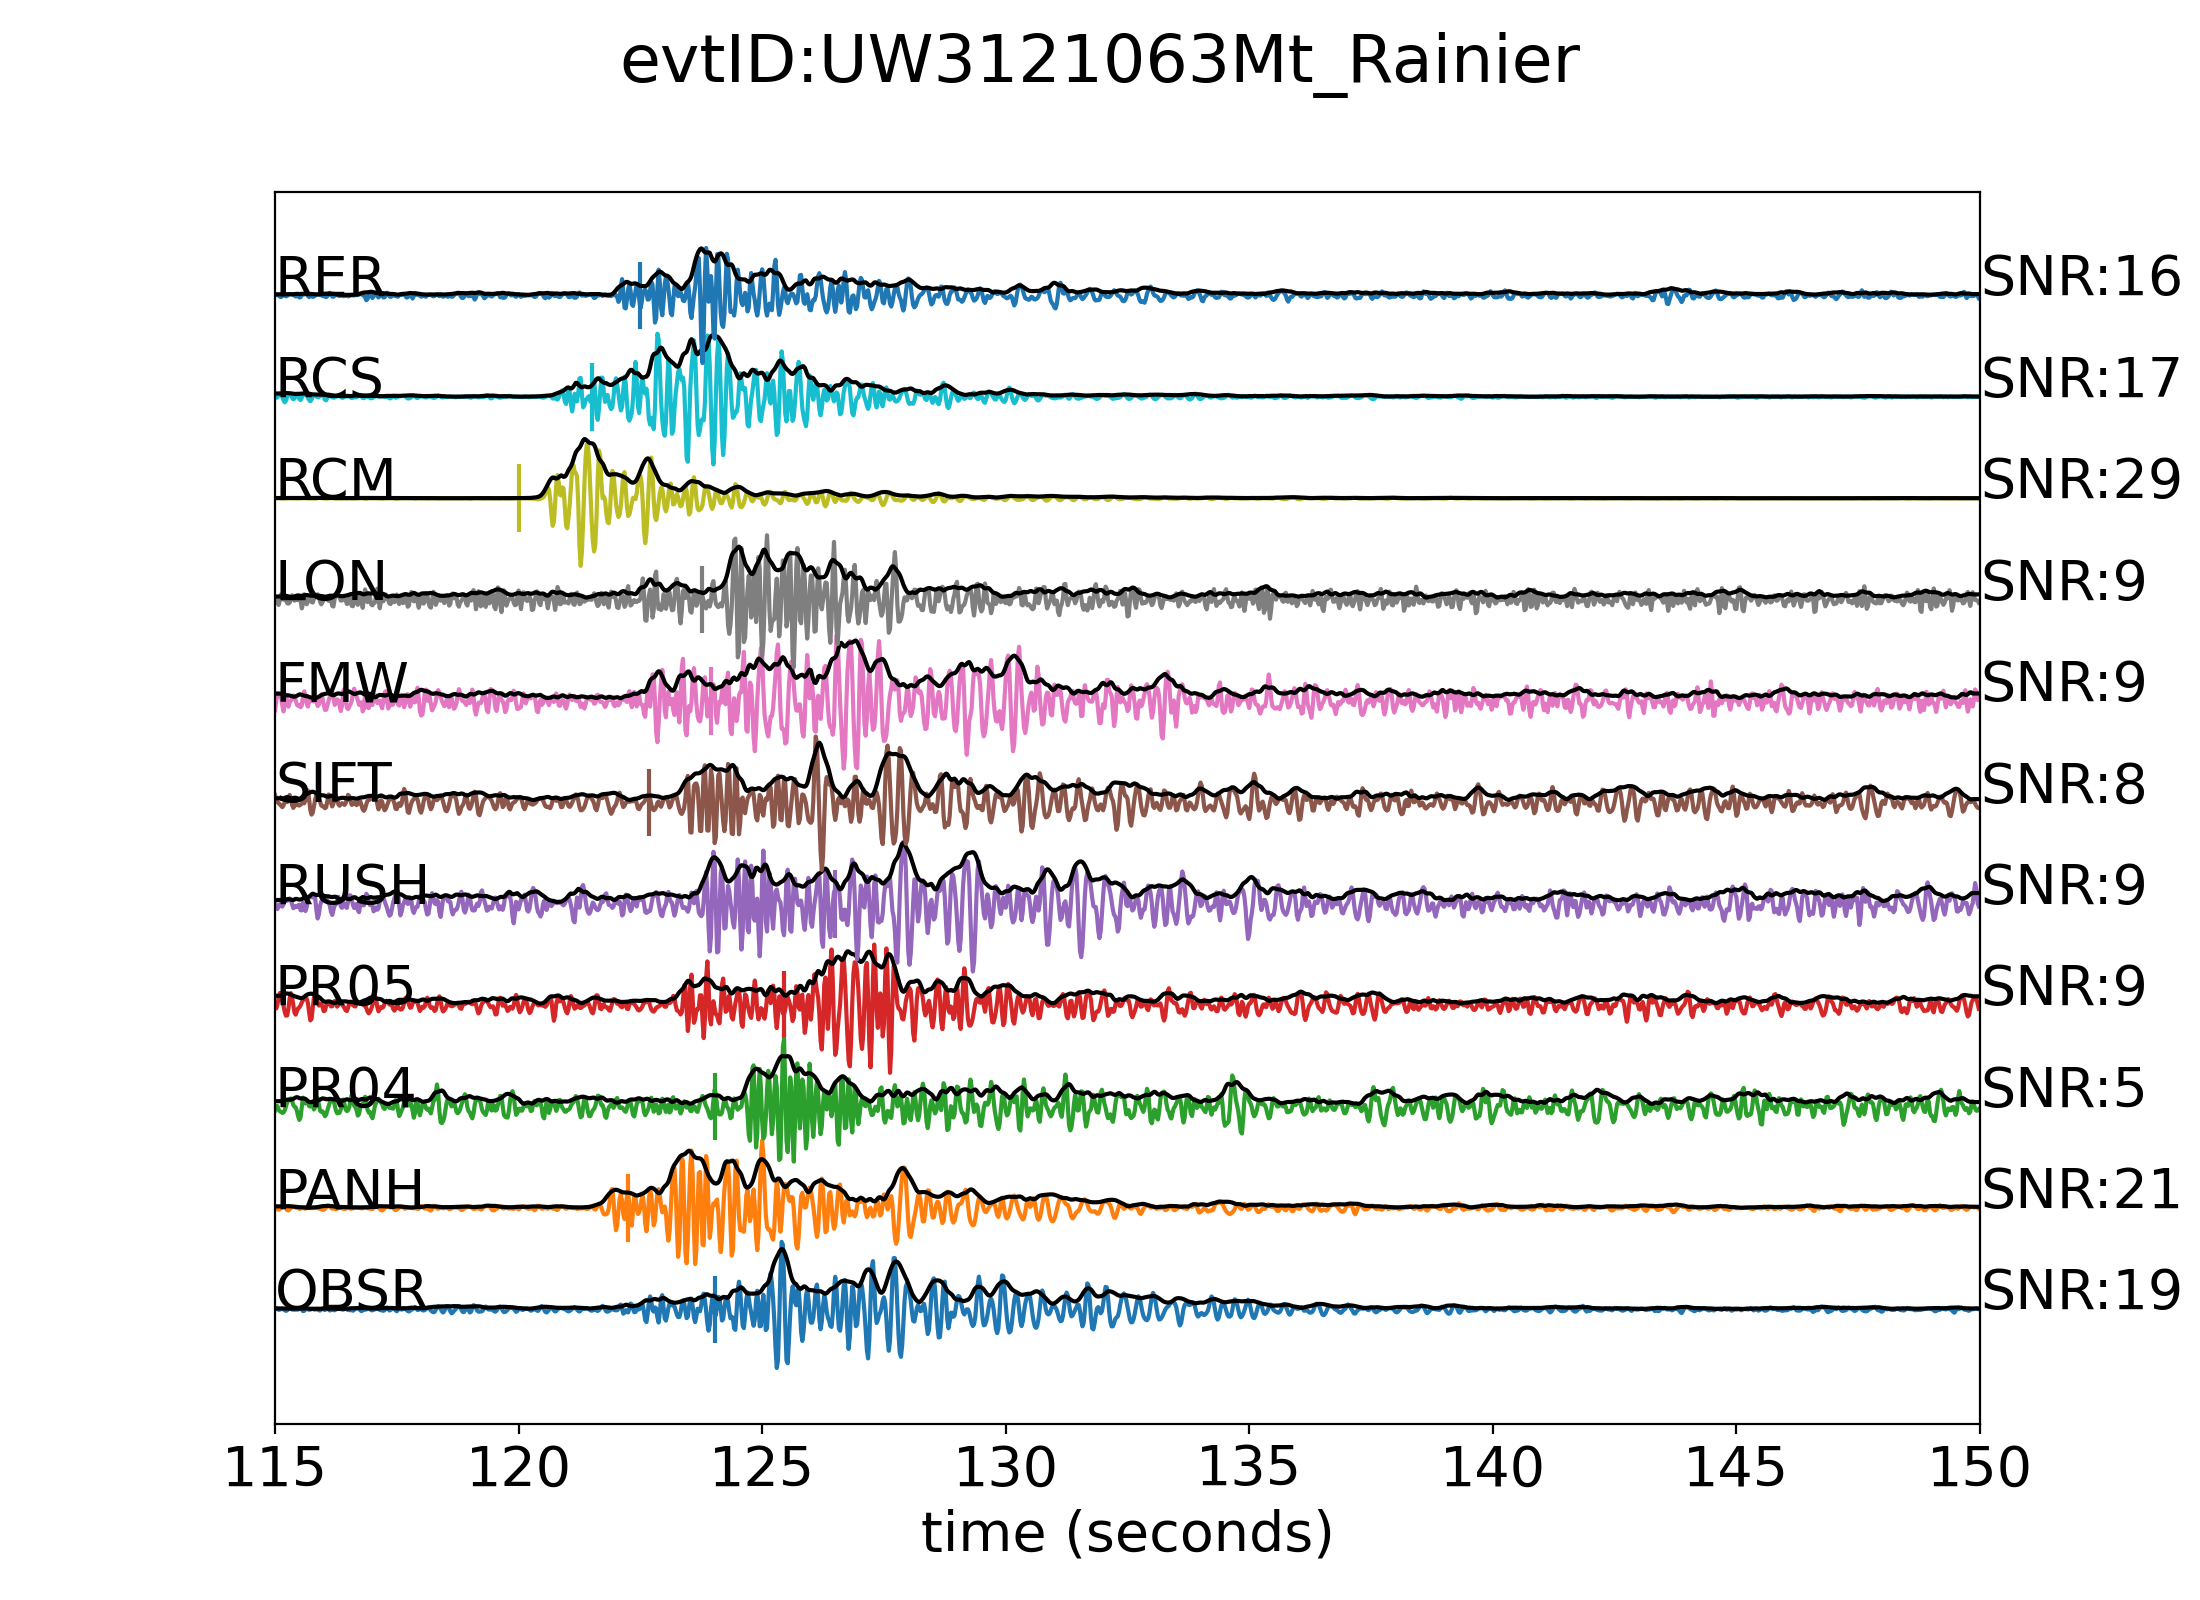 evtID:UW3121063Mt_Rainier
RER SNR:16
RCS SNR:17
RCM SNR:29
LON SNR:9
FMW SNR:9
SIFT SNR:8
RUSH SNR:9
PR05 SNR:9
PR04 SNR:5
PANH SNR:21
OBSR SNR:19
115 120 125 130 135 140 145 150
time (seconds)